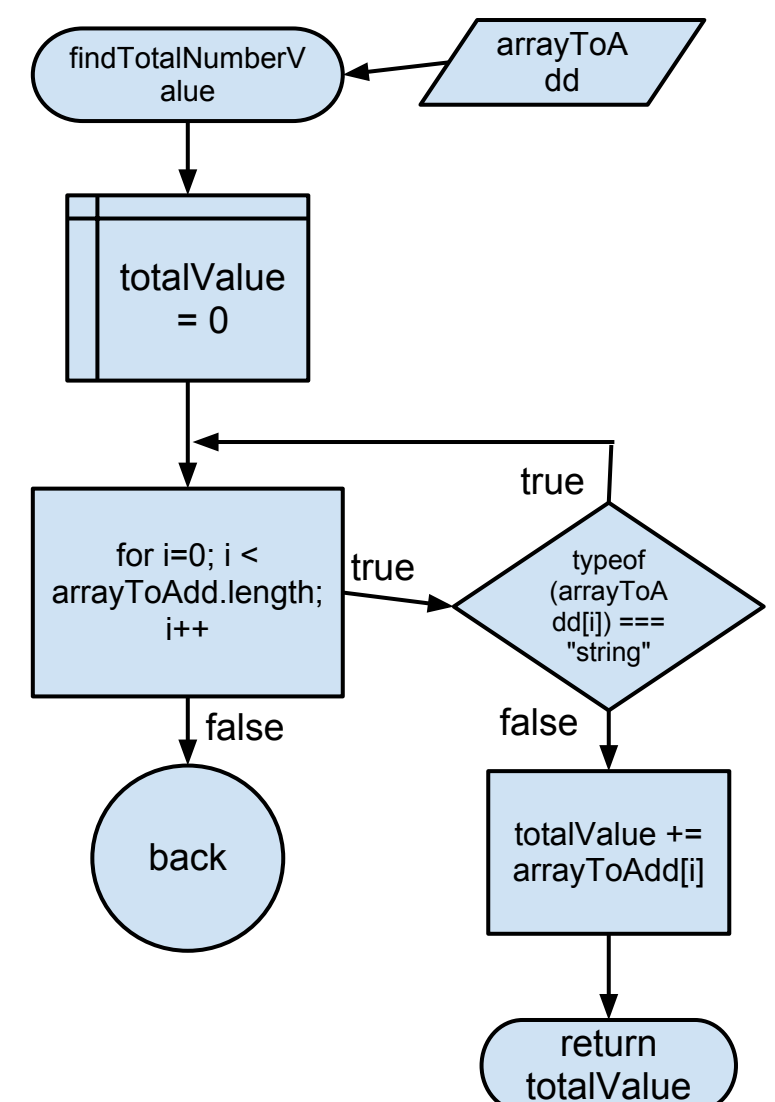 findTotalNumberV
alue
arrayToA
dd
totalValue
= 0
true
for i=0; i <
arrayToAdd.length;
i++
true
typeof
(arrayToA
dd[i]) ===
"string"
false
false
back
totalValue +=
arrayToAdd[i]
return
totalValue